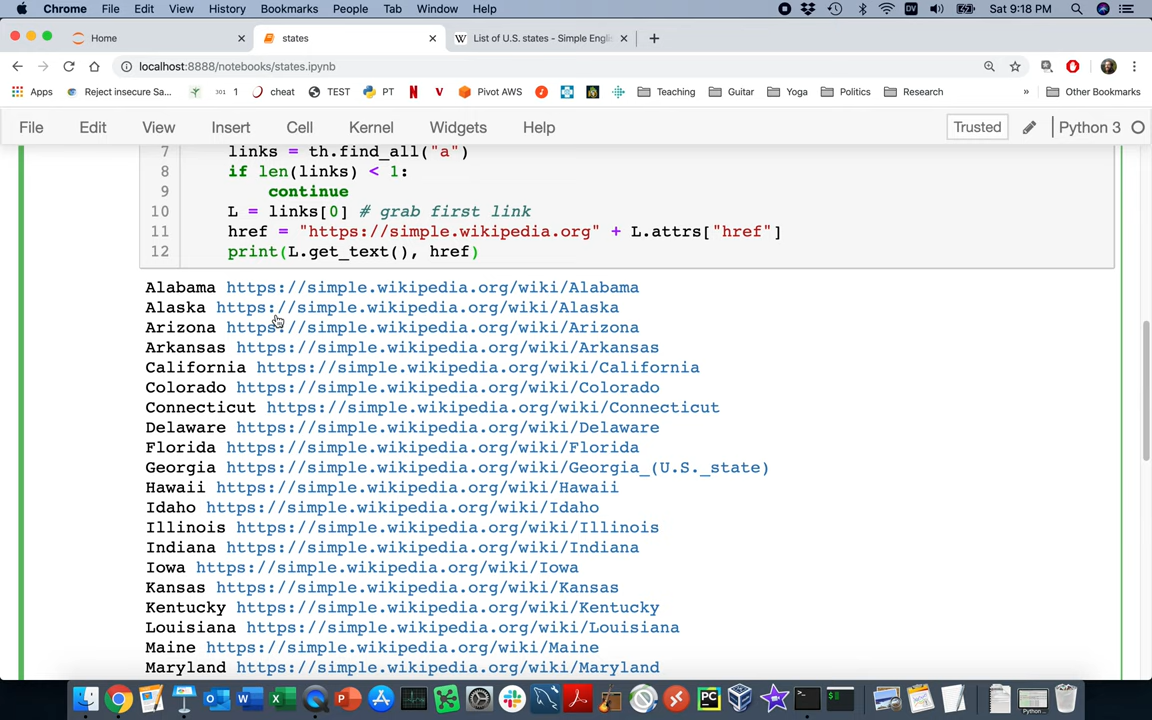 Chrome File Edit View History Bookmarks People Tab Window Help DV Sat 9:18 PM
Home states List of U.S. states - Simple Engli
localhost:8888/notebooks/states.ipynb
Apps Reject insecure Sa... 301 1 cheat TEST PT N V Pivot AWS Teaching Guitar Yoga Politics Research » Other Bookmarks
File Edit View Insert Cell Kernel Widgets Help Trusted Python 3
7 links = th.find_all("a")
8 if len(links) < 1:
9 continue
10 L = links[0] # grab first link
11 href = "https://simple.wikipedia.org" + L.attrs["href"]
12 print(L.get_text(), href)
Alabama https://simple.wikipedia.org/wiki/Alabama
Alaska https://simple.wikipedia.org/wiki/Alaska
Arizona https://simple.wikipedia.org/wiki/Arizona
Arkansas https://simple.wikipedia.org/wiki/Arkansas
California https://simple.wikipedia.org/wiki/California
Colorado https://simple.wikipedia.org/wiki/Colorado
Connecticut https://simple.wikipedia.org/wiki/Connecticut
Delaware https://simple.wikipedia.org/wiki/Delaware
Florida https://simple.wikipedia.org/wiki/Florida
Georgia https://simple.wikipedia.org/wiki/Georgia_(U.S._state)
Hawaii https://simple.wikipedia.org/wiki/Hawaii
Idaho https://simple.wikipedia.org/wiki/Idaho
Illinois https://simple.wikipedia.org/wiki/Illinois
Indiana https://simple.wikipedia.org/wiki/Indiana
Iowa https://simple.wikipedia.org/wiki/Iowa
Kansas https://simple.wikipedia.org/wiki/Kansas
Kentucky https://simple.wikipedia.org/wiki/Kentucky
Louisiana https://simple.wikipedia.org/wiki/Louisiana
Maine https://simple.wikipedia.org/wiki/Maine
Maryland https://simple.wikipedia.org/wiki/Maryland